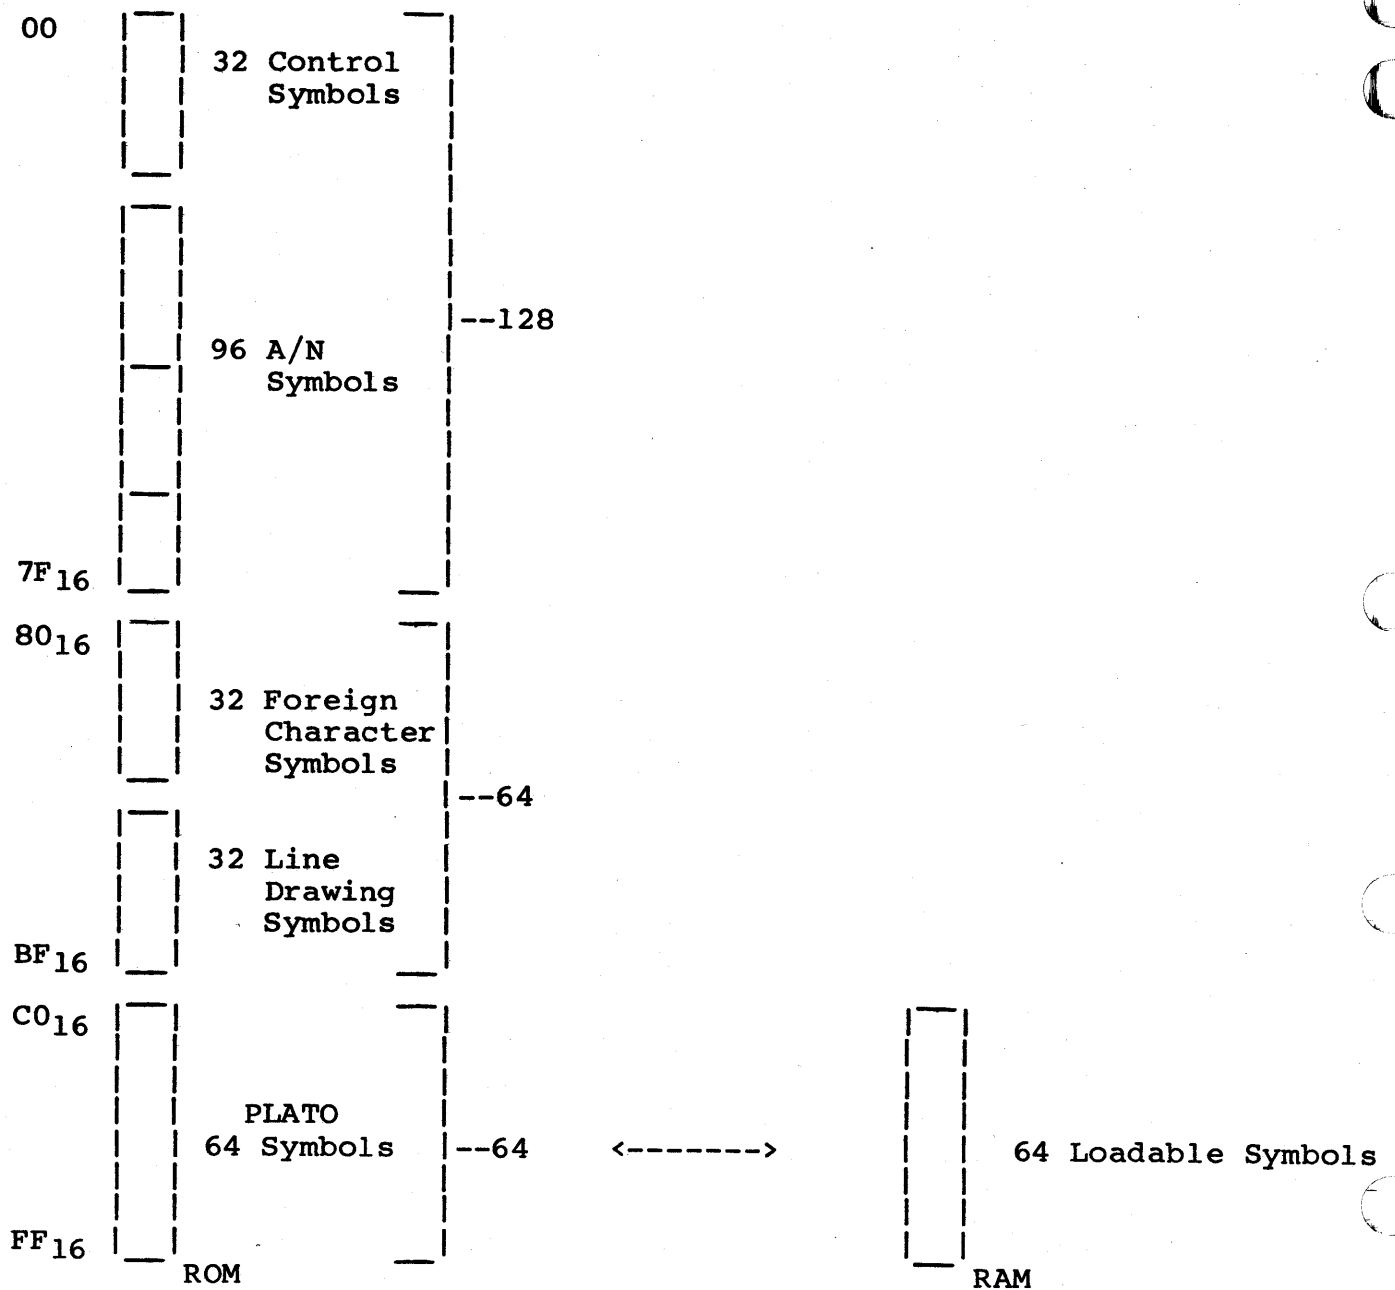 00
32 Control
Symbols
--128
96 A/N
Symbols
7F16
8016
32 Foreign
Character
Symbols
--64
32 Line
Drawing
Symbols
BF16
C016
PLATO
64 Symbols --64 <-------> 64 Loadable Symbols
FF16
ROM
RAM